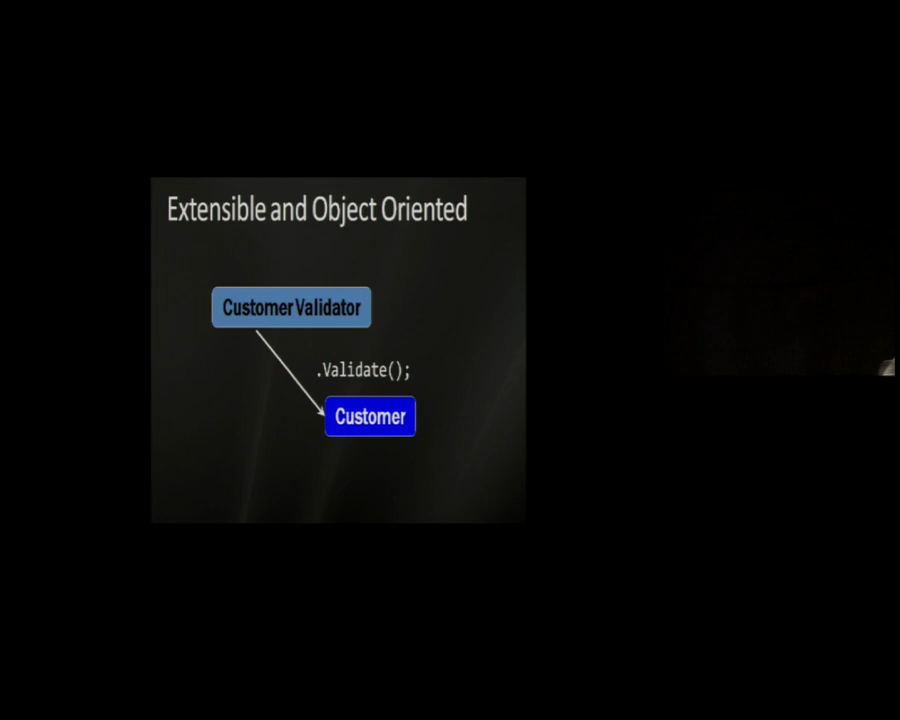 Extensible and Object Oriented
Customer Validator
.Validate();
Customer